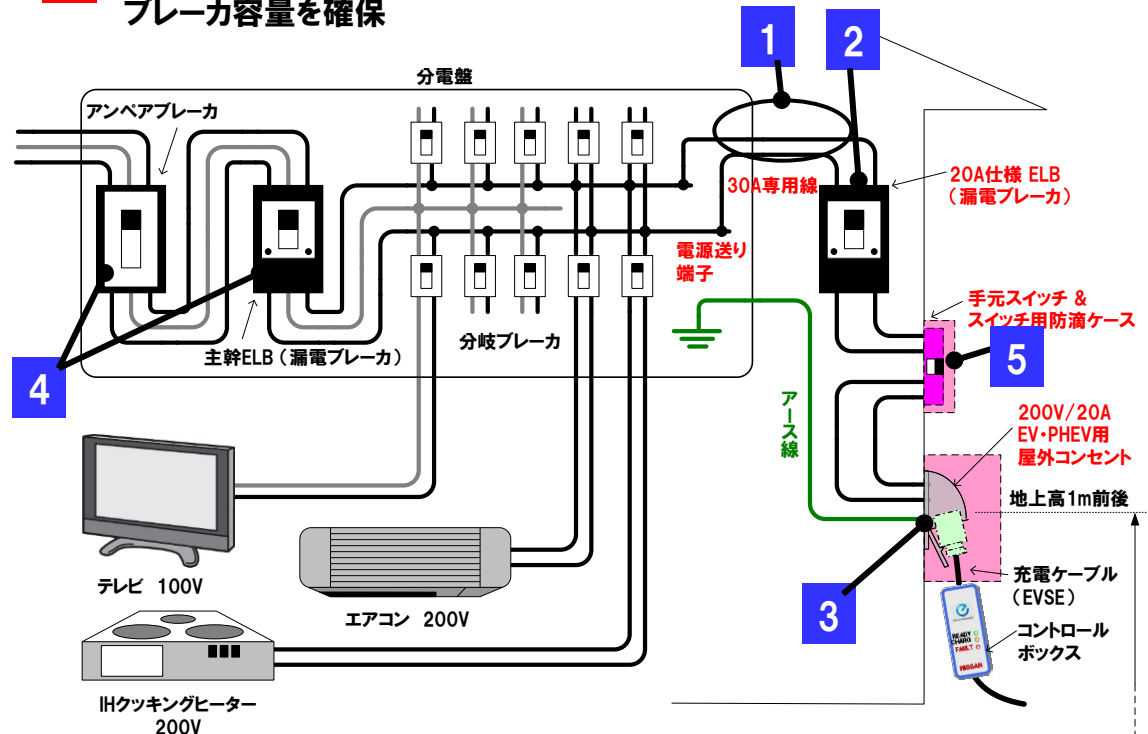 ブレーカ容量を確保
1
2
分電盤
アンペアブレーカ
30A専用線
20A仕様 ELB
(漏電ブレーカ)
電源送り
端子
手元スイッチ &
スイッチ用防滴ケース
主幹ELB(漏電ブレーカ)
分岐ブレーカ
4
5
アース線
200V/20A
EV・PHEV用
屋外コンセント
地上高1m前後
テレビ 100V
エアコン 200V
3
充電ケーブル
(EVSE)
READY
CHARG
FAULT
NISSAN
コントロール
ボックス
IHクッキングヒーター
200V